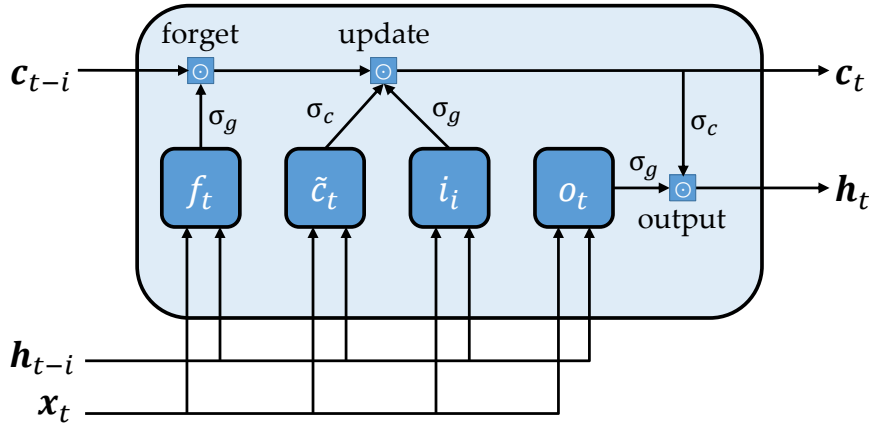 forget update
c_{t−i} ⊙ ⊙ c_t
σ_g σ_c σ_g σ_c
f_t c̃_t i_i o_t σ_g ⊙ h_t
output
h_{t−i}
x_t